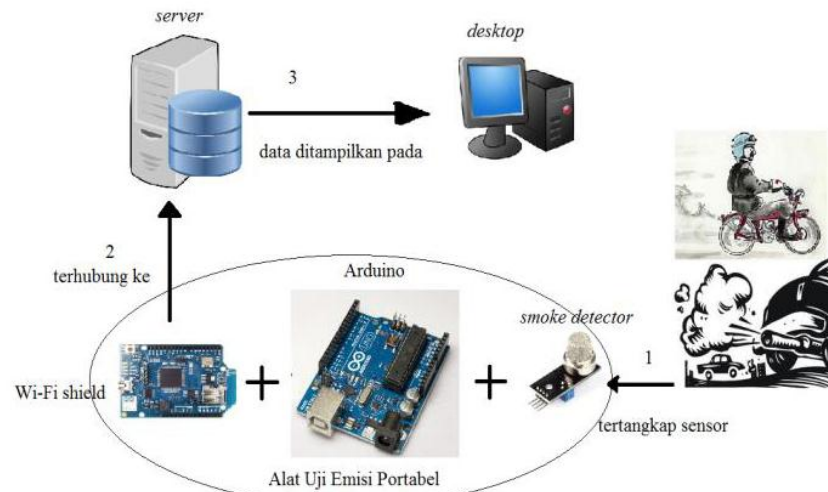 server
desktop
3
data ditampilkan pada
2
terhubung ke
Arduino
smoke detector
1
Wi-Fi shield
tertangkap sensor
Alat Uji Emisi Portabel